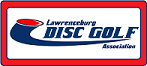 Lawrenceburg
DISC GOLF
Association